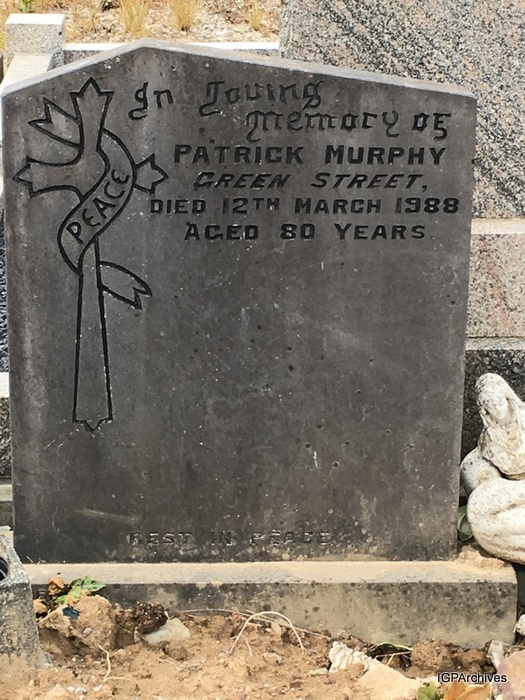 In Loving
Memory of
PATRICK MURPHY
GREEN STREET,
DIED 12TH MARCH 1988
AGED 80 YEARS.
PEACE
REST IN PEACE
IGPArchives